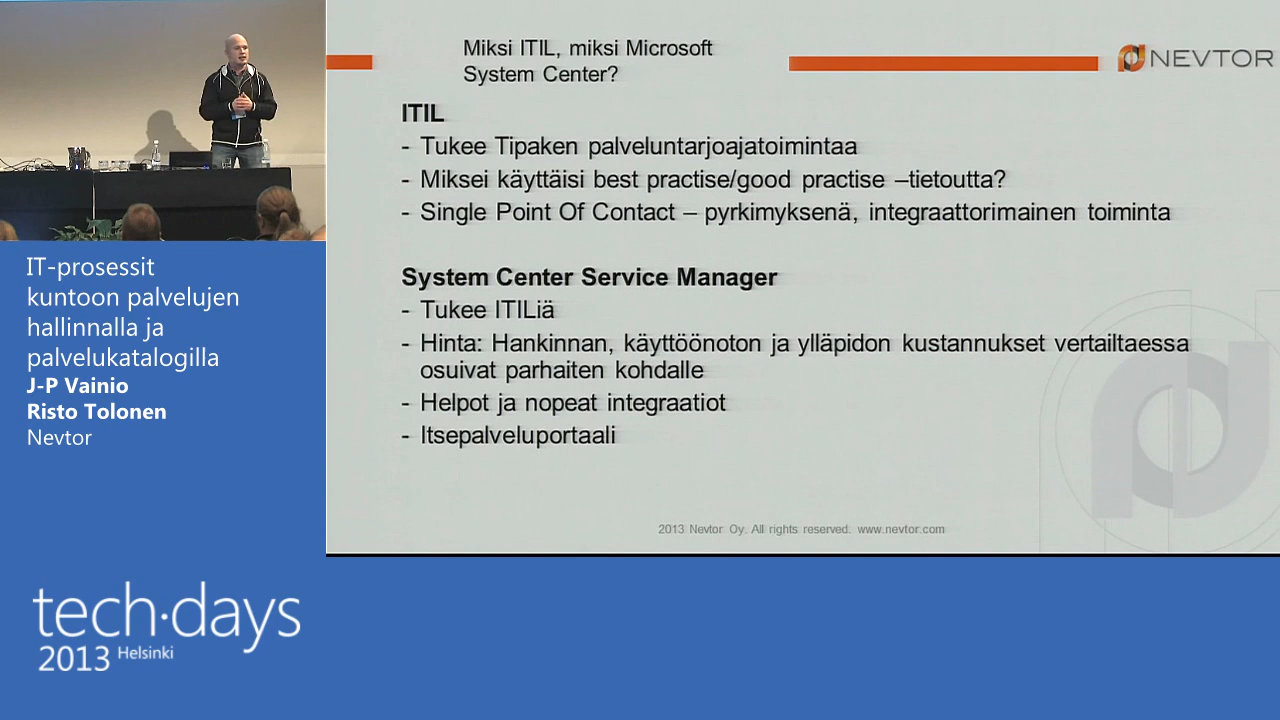 Miksi ITIL, miksi Microsoft
System Center?
NEVTOR
ITIL
- Tukee Tipaken palveluntarjoajatoimintaa
- Miksei käyttäisi best practise/good practise –tietoutta?
- Single Point Of Contact – pyrkimyksenä, integraattorimainen toiminta
System Center Service Manager
- Tukee ITILiä
- Hinta: Hankinnan, käyttöönoton ja ylläpidon kustannukset vertailtaessa
osuivat parhaiten kohdalle
- Helpot ja nopeat integraatiot
- Itsepalveluportaali
2013 Nevtor Oy. All rights reserved. www.nevtor.com
IT-prosessit
kuntoon palvelujen
hallinnalla ja
palvelukatalogilla
J-P Vainio
Risto Tolonen
Nevtor
tech·days
2013 Helsinki